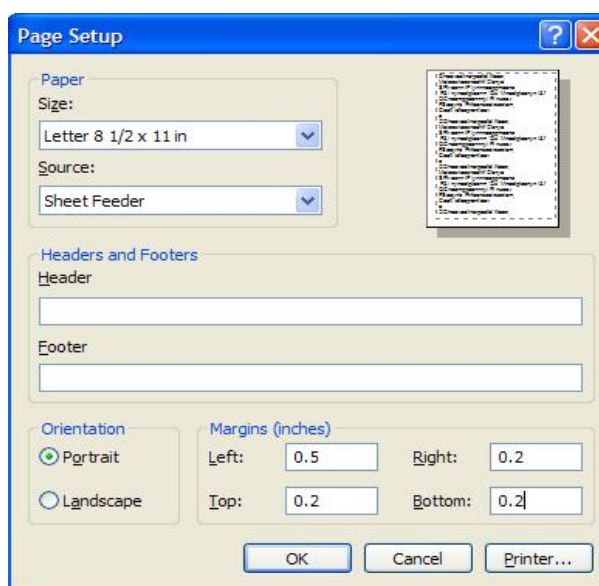 Page Setup
Paper
Size:
Letter 8 1/2 x 11 in
Source:
Sheet Feeder
Headers and Footers
Header
Footer
Orientation
Portrait
Landscape
Margins (inches)
Left: 0.5 Right: 0.2
Top: 0.2 Bottom: 0.2
OK Cancel Printer...